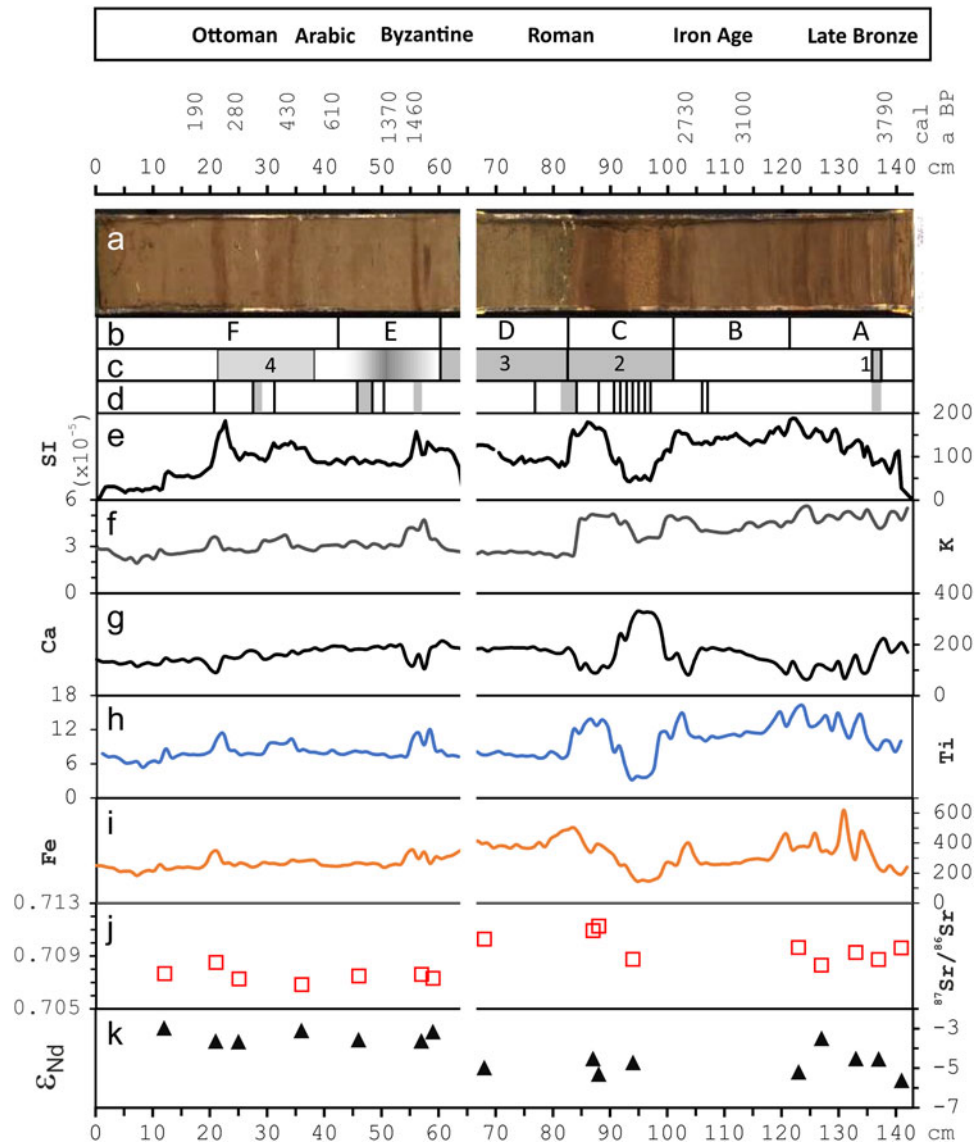 Ottoman Arabic Byzantine Roman Iron Age Late Bronze
190 280 430 610 1370 1460 2730 3100 3790 cal a BP
0 10 20 30 40 50 60 70 80 90 100 110 120 130 140 cm
a
b F E D C B A
c 4 3 2 1
d
e SI (x10⁻⁵) 200 100 0
f 6 3 0 K
g Ca 400 200 0
h 18 12 6 0 Ti
i Fe 600 400 200 0
j 0.713 0.709 0.705 ⁸⁷Sr/⁸⁶Sr
k εNd -3 -5 -7
0 10 20 30 40 50 60 70 80 90 100 110 120 130 140 cm